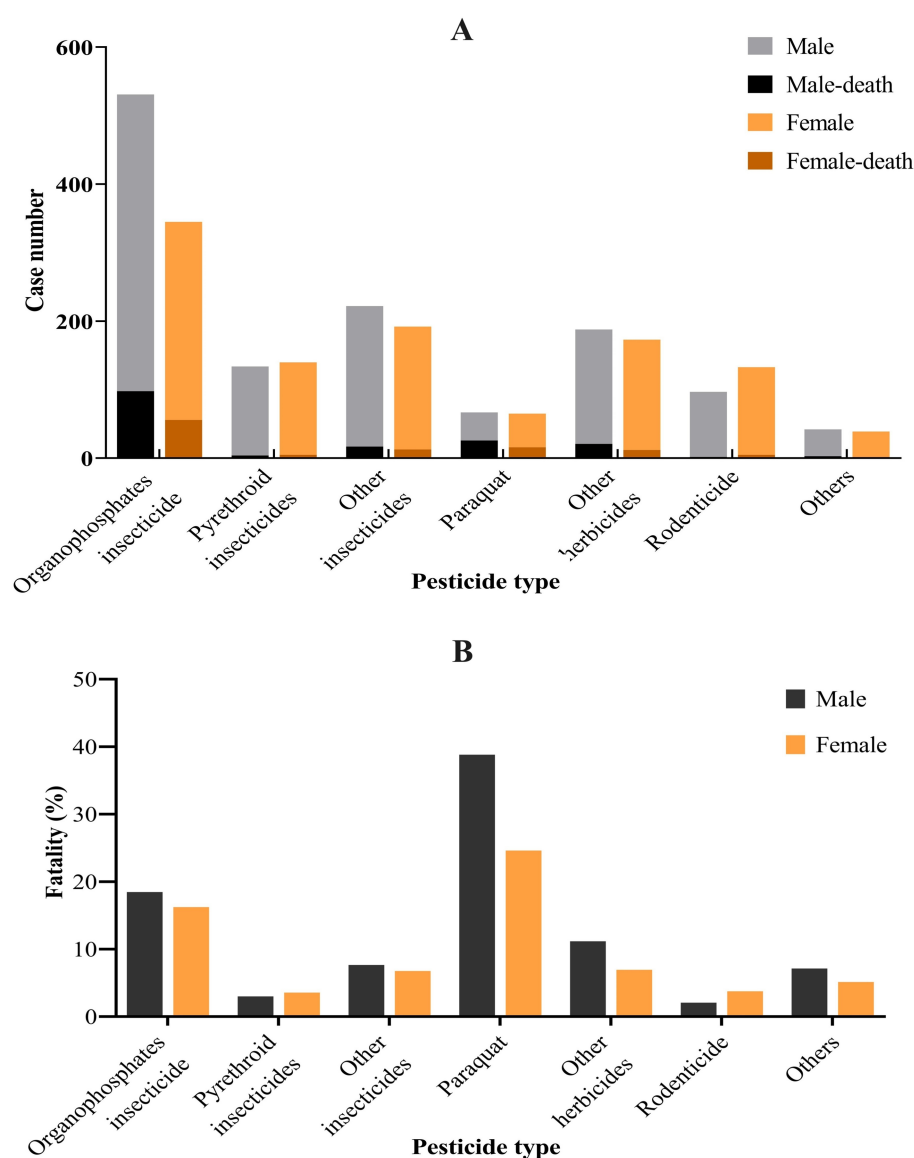 A
Male
Male-death
Female
Female-death
Case number
600
400
200
0
Organophosphates
insecticide
Pyrethroid
insecticides
Other
insecticides
Paraquat
Other
herbicides
Rodenticide
Others
Pesticide type
B
Male
Female
Fatality (%)
50
40
30
20
10
0
Organophosphates
insecticide
Pyrethroid
insecticides
Other
insecticides
Paraquat
Other
herbicides
Rodenticide
Others
Pesticide type